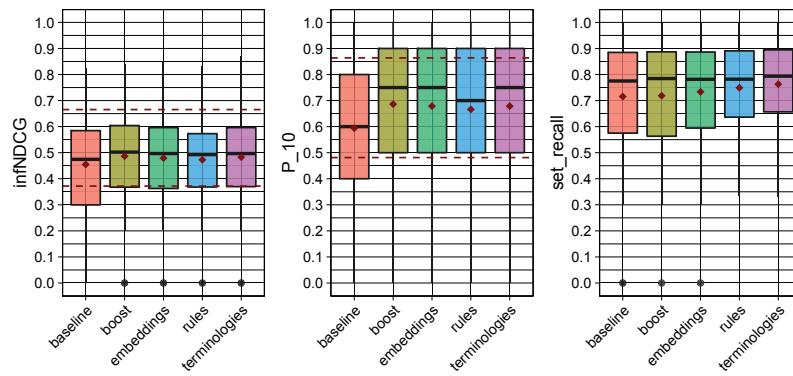 infNDCG
1.0
0.9
0.8
0.7
0.6
0.5
0.4
0.3
0.2
0.1
0.0
baseline
boost
embeddings
rules
terminologies
P_10
1.0
0.9
0.8
0.7
0.6
0.5
0.4
0.3
0.2
0.1
0.0
baseline
boost
embeddings
rules
terminologies
set_recall
1.0
0.9
0.8
0.7
0.6
0.5
0.4
0.3
0.2
0.1
0.0
baseline
boost
embeddings
rules
terminologies